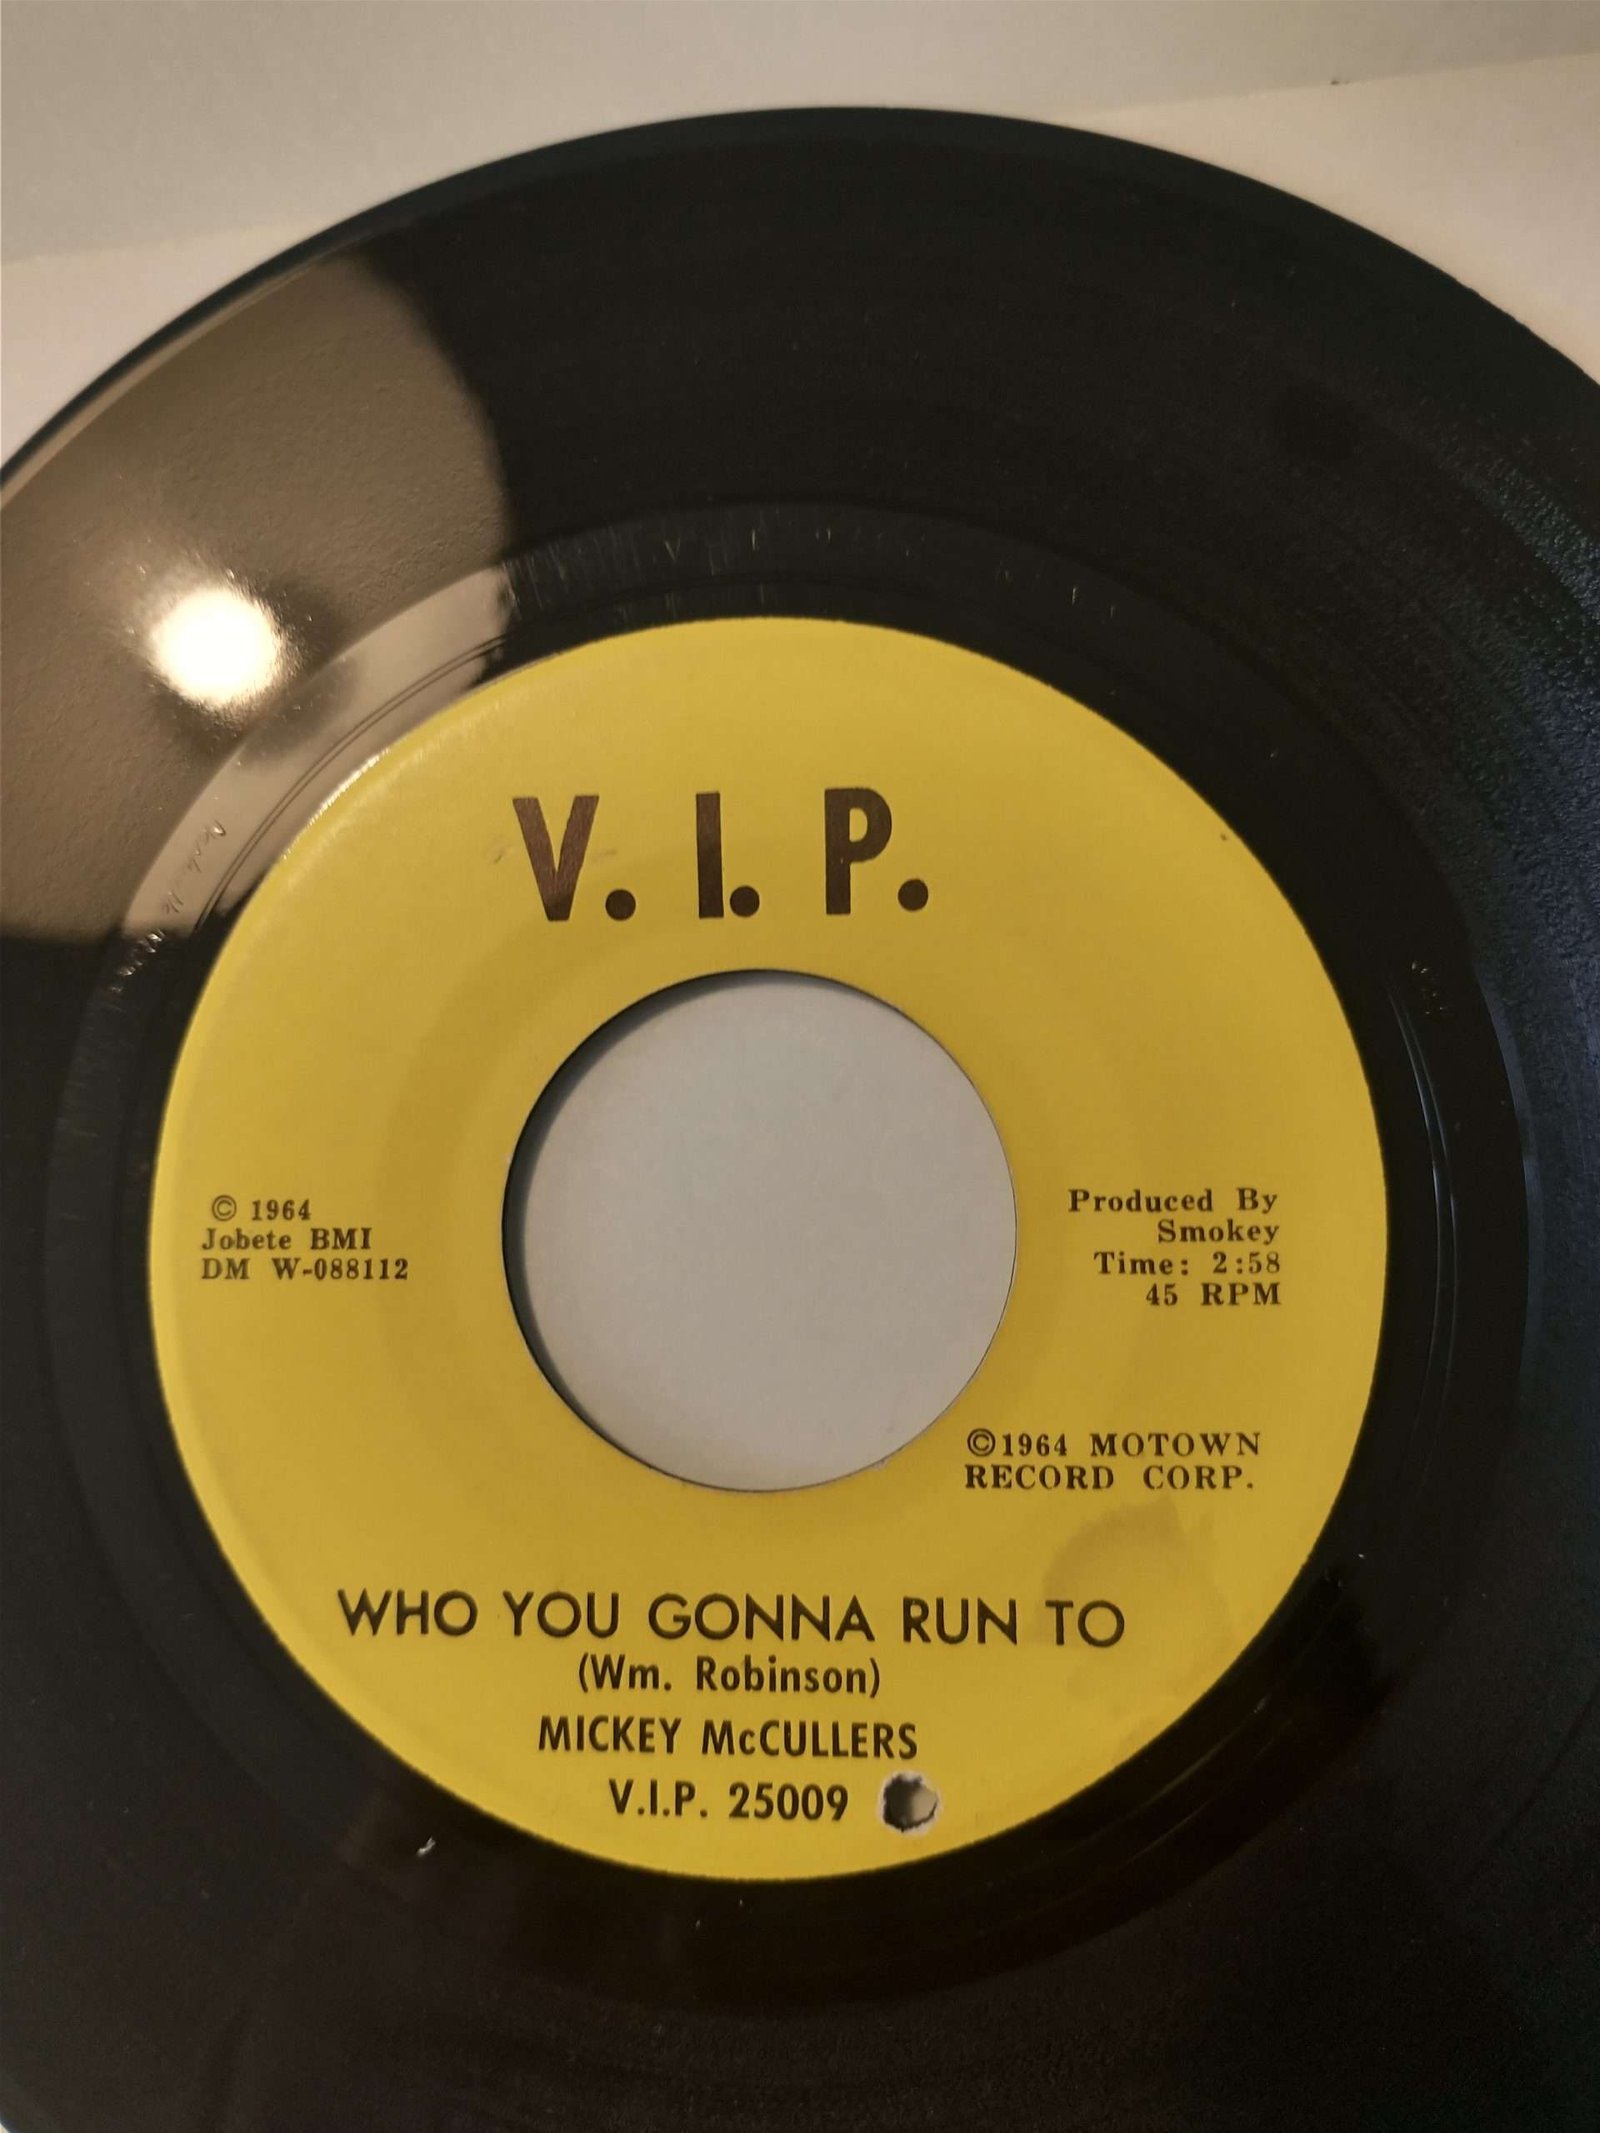 V. I. P.
© 1964
Jobete BMI
DM W-088112
Produced By
Smokey
Time: 2:58
45 RPM
©1964 MOTOWN
RECORD CORP.
WHO YOU GONNA RUN TO
(Wm. Robinson)
MICKEY McCULLERS
V.I.P. 25009